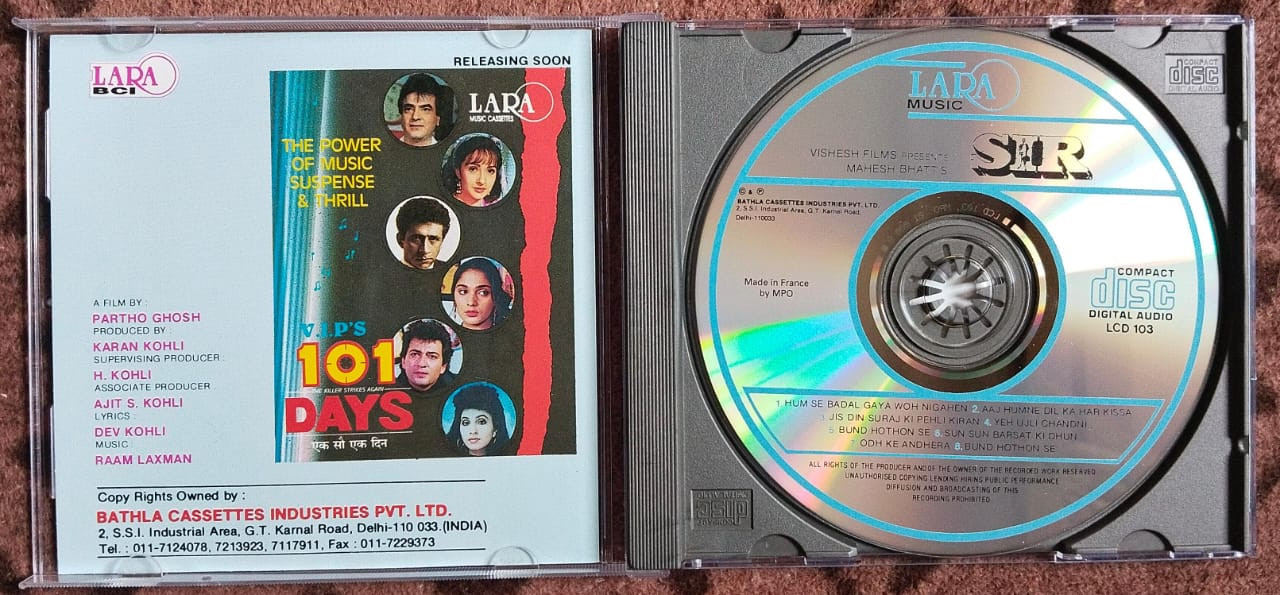 LARA
BCI
RELEASING SOON
LARA
MUSIC CASSETTES
THE POWER
OF MUSIC
SUSPENSE
& THRILL
V.I.P'S
101
THE KILLER STRIKES AGAIN
DAYS
एक सौ एक दिन
A FILM BY :
PARTHO GHOSH
PRODUCED BY :
KARAN KOHLI
SUPERVISING PRODUCER :
H. KOHLI
ASSOCIATE PRODUCER
AJIT S. KOHLI
LYRICS :
DEV KOHLI
MUSIC :
RAAM LAXMAN
Copy Rights Owned by :
BATHLA CASSETTES INDUSTRIES PVT. LTD.
2, S.S.I. Industrial Area, G.T. Karnal Road, Delhi-110 033.(INDIA)
Tel. : 011-7124078, 7213923, 7117911, Fax : 011-7229373
LARA
MUSIC
VISHESH FILMS PRESENTS
MAHESH BHATT'S
SIR
© & ℗
BATHLA CASSETTES INDUSTRIES PVT. LTD.
2, S.S.I. Industrial Area, G.T. Karnal Road,
Delhi-110033
Made in France
by MPO
COMPACT
disc
DIGITAL AUDIO
LCD 103
1. HUM SE BADAL GAYA WOH NIGAHEN 2. AAJ HUMNE DIL KA HAR KISSA
3. JIS DIN SURAJ KI PEHLI KIRAN 4. YEH UJLI CHANDNI
5. BUND HOTHON SE 6. SUN SUN BARSAT KI DHUN
7. ODH KE ANDHERA 8. BUND HOTHON SE
ALL RIGHTS OF THE PRODUCER AND OF THE OWNER OF THE RECORDED WORK RESERVED
UNAUTHORISED COPYING LENDING HIRING PUBLIC PERFORMANCE
DIFFUSION AND BROADCASTING OF THIS
RECORDING PROHIBITED
COMPACT
disc
DIGITAL AUDIO